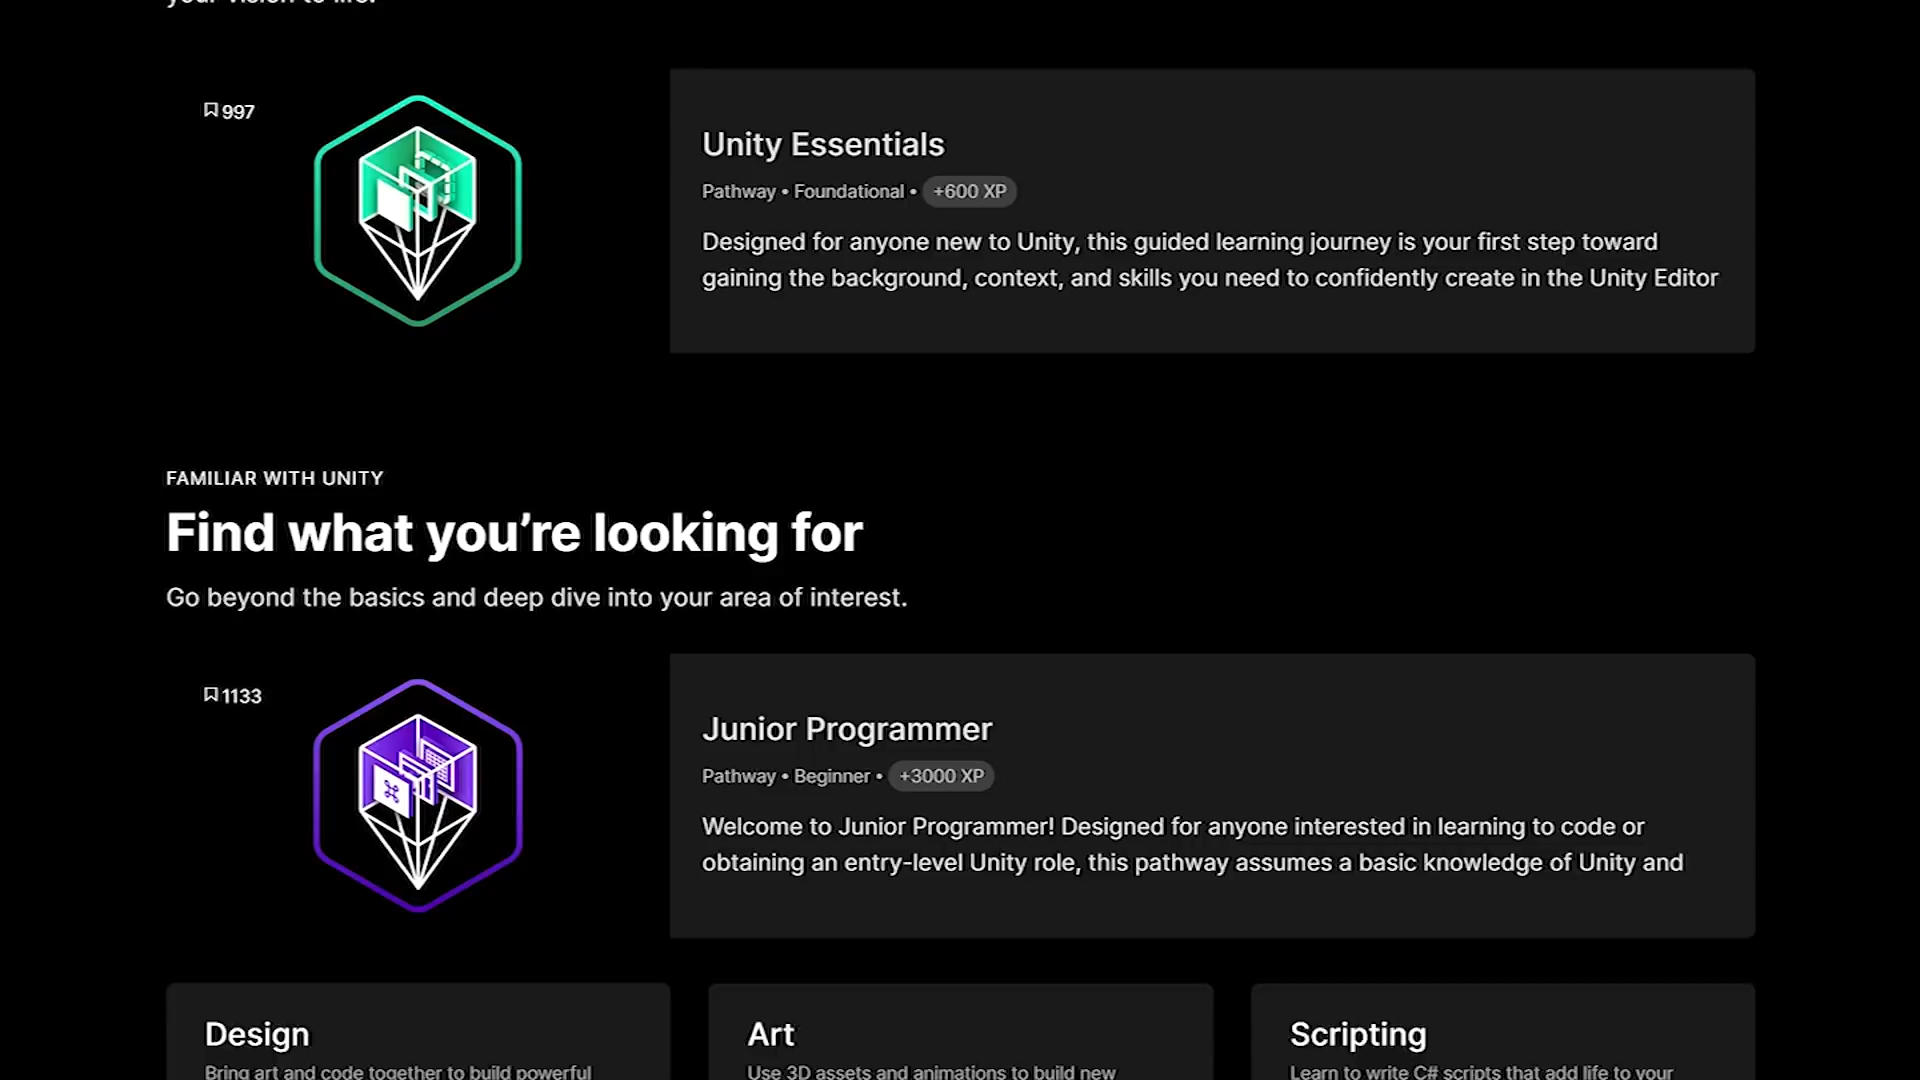 your vision to life.
997
Unity Essentials
Pathway • Foundational • +600 XP
Designed for anyone new to Unity, this guided learning journey is your first step toward
gaining the background, context, and skills you need to confidently create in the Unity Editor
FAMILIAR WITH UNITY
Find what you’re looking for
Go beyond the basics and deep dive into your area of interest.
1133
Junior Programmer
Pathway • Beginner • +3000 XP
Welcome to Junior Programmer! Designed for anyone interested in learning to code or
obtaining an entry-level Unity role, this pathway assumes a basic knowledge of Unity and
Design
Bring art and code together to build powerful
Art
Use 3D assets and animations to build new
Scripting
Learn to write C# scripts that add life to your